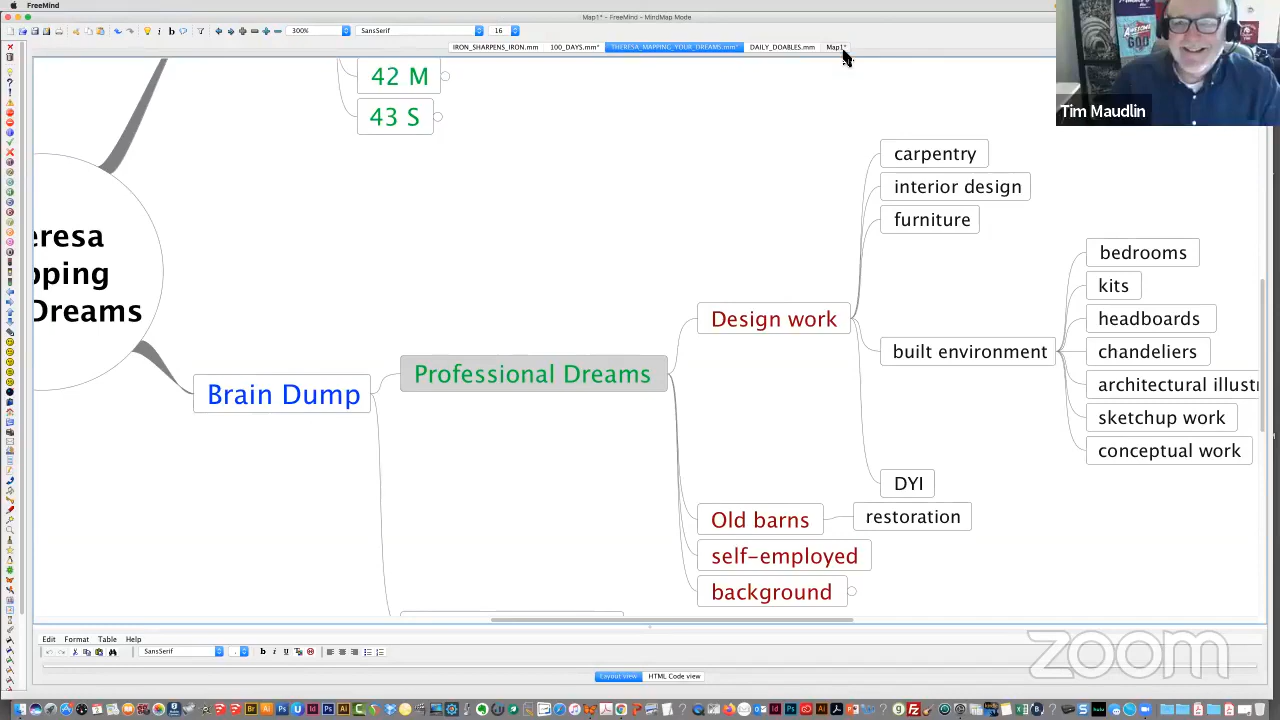 FreeMind
Map1* - FreeMind - MindMap Mode
300%
SansSerif
16
IRON_SHARPENS_IRON.mm
100_DAYS.mm*
THERESA_MAPPING_YOUR_DREAMS.mm*
DAILY_DOABLES.mm
Map1*
Tim Maudlin
42 M
43 S
eresa
pping
Dreams
Brain Dump
Professional Dreams
Design work
carpentry
interior design
furniture
built environment
bedrooms
kits
headboards
chandeliers
architectural illustr
sketchup work
conceptual work
DYI
Old barns
restoration
self-employed
background
Edit Format Table Help
SansSerif
Layout view
HTML Code view
zoom